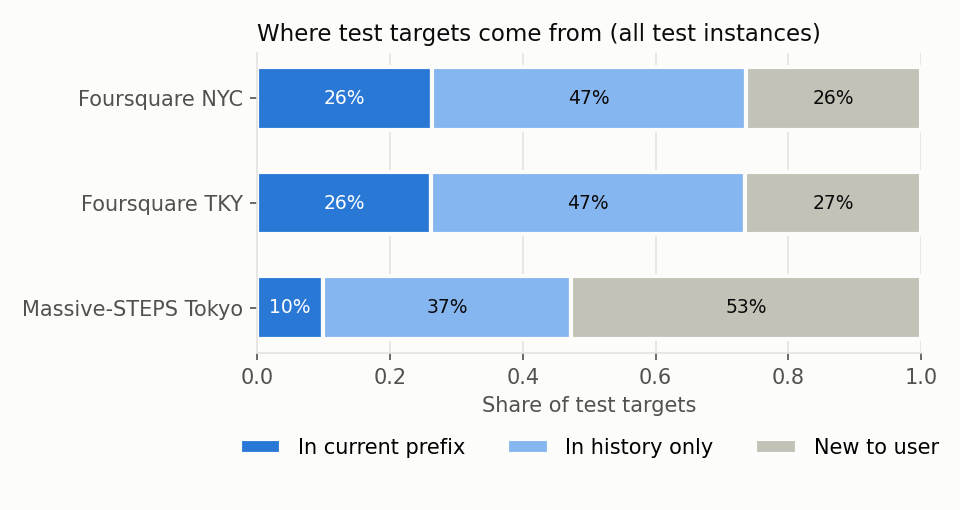 Where test targets come from (all test instances)
Foursquare NYC 26% 47% 26%
Foursquare TKY 26% 47% 27%
Massive-STEPS Tokyo 10% 37% 53%
0.0 0.2 0.4 0.6 0.8 1.0
Share of test targets
In current prefix In history only New to user